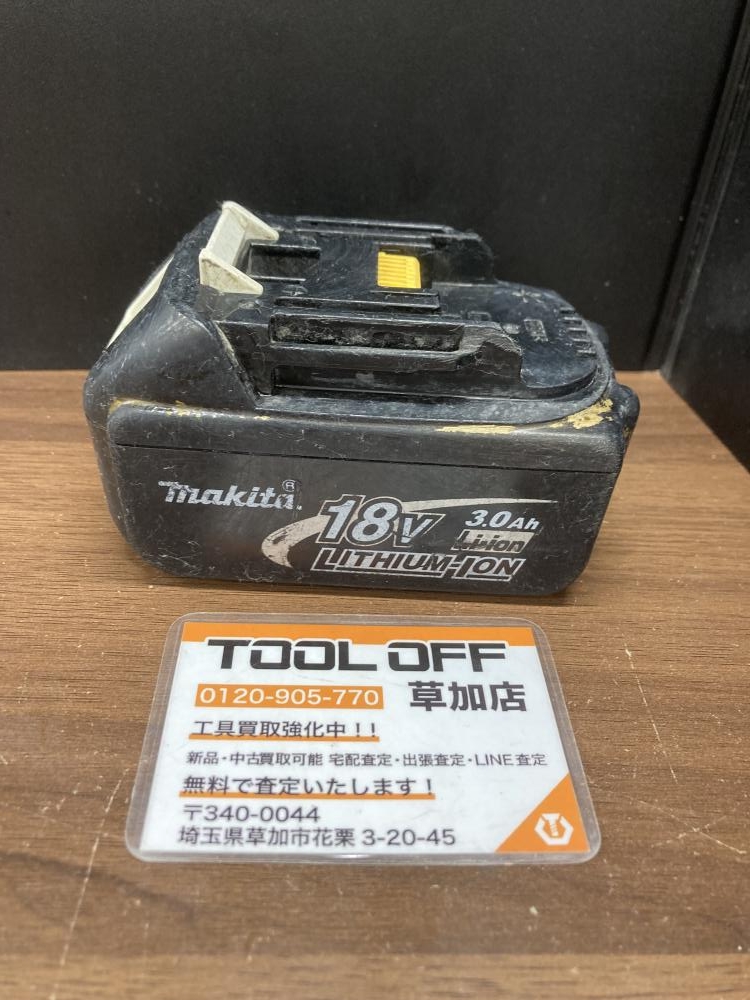 makita®
18V 3.0Ah
Li-ion
LITHIUM-ION
TOOL OFF
0120-905-770 草加店
工具買取強化中！！
新品・中古買取可能 宅配査定・出張査定・LINE査定
無料で査定いたします！
〒340-0044
埼玉県草加市花栗 3-20-45